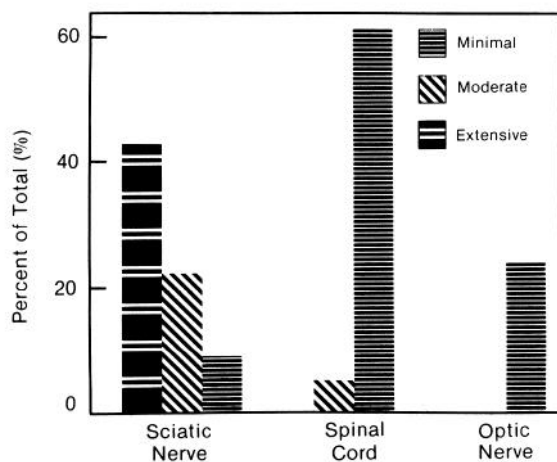 60
40
20
0
Percent of Total (%)
Minimal
Moderate
Extensive
Sciatic
Nerve
Spinal
Cord
Optic
Nerve